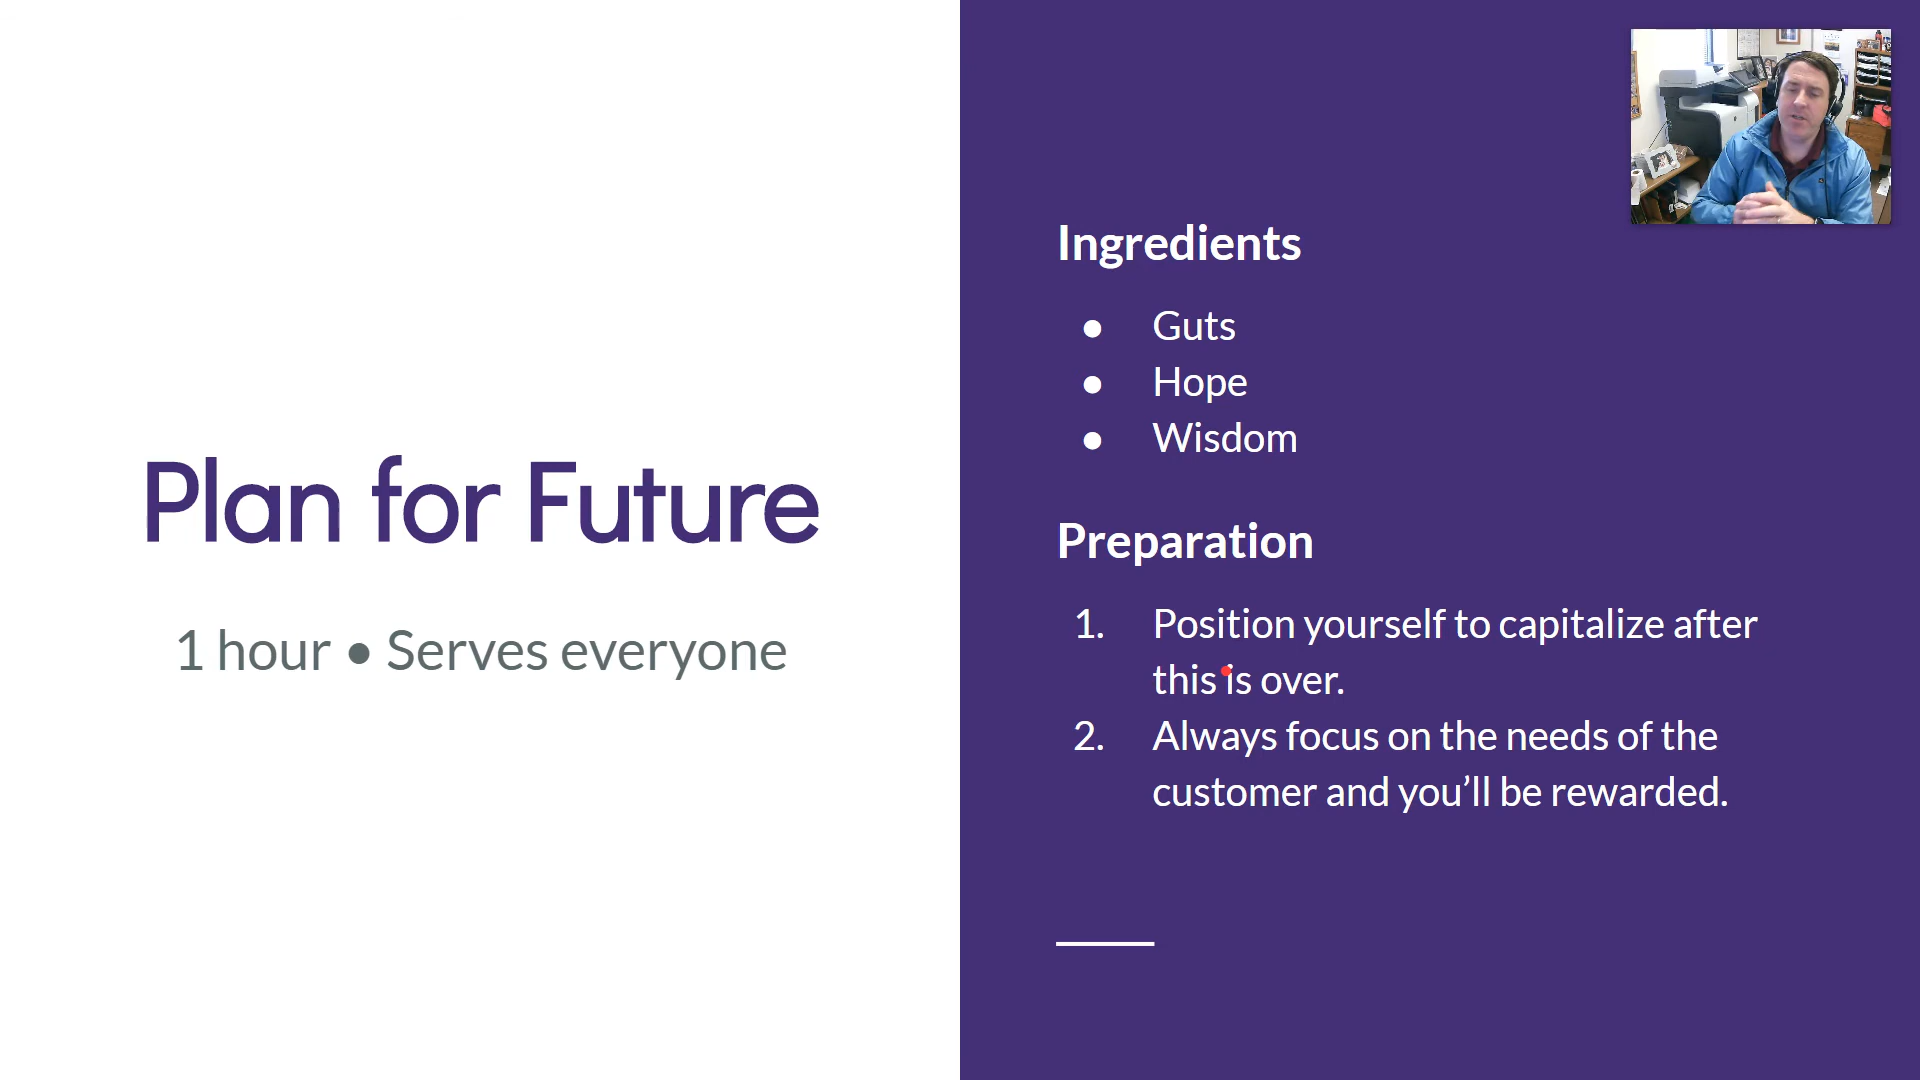 Plan for Future
1 hour • Serves everyone
Ingredients
● Guts
● Hope
● Wisdom
Preparation
1. Position yourself to capitalize after
this is over.
2. Always focus on the needs of the
customer and you’ll be rewarded.